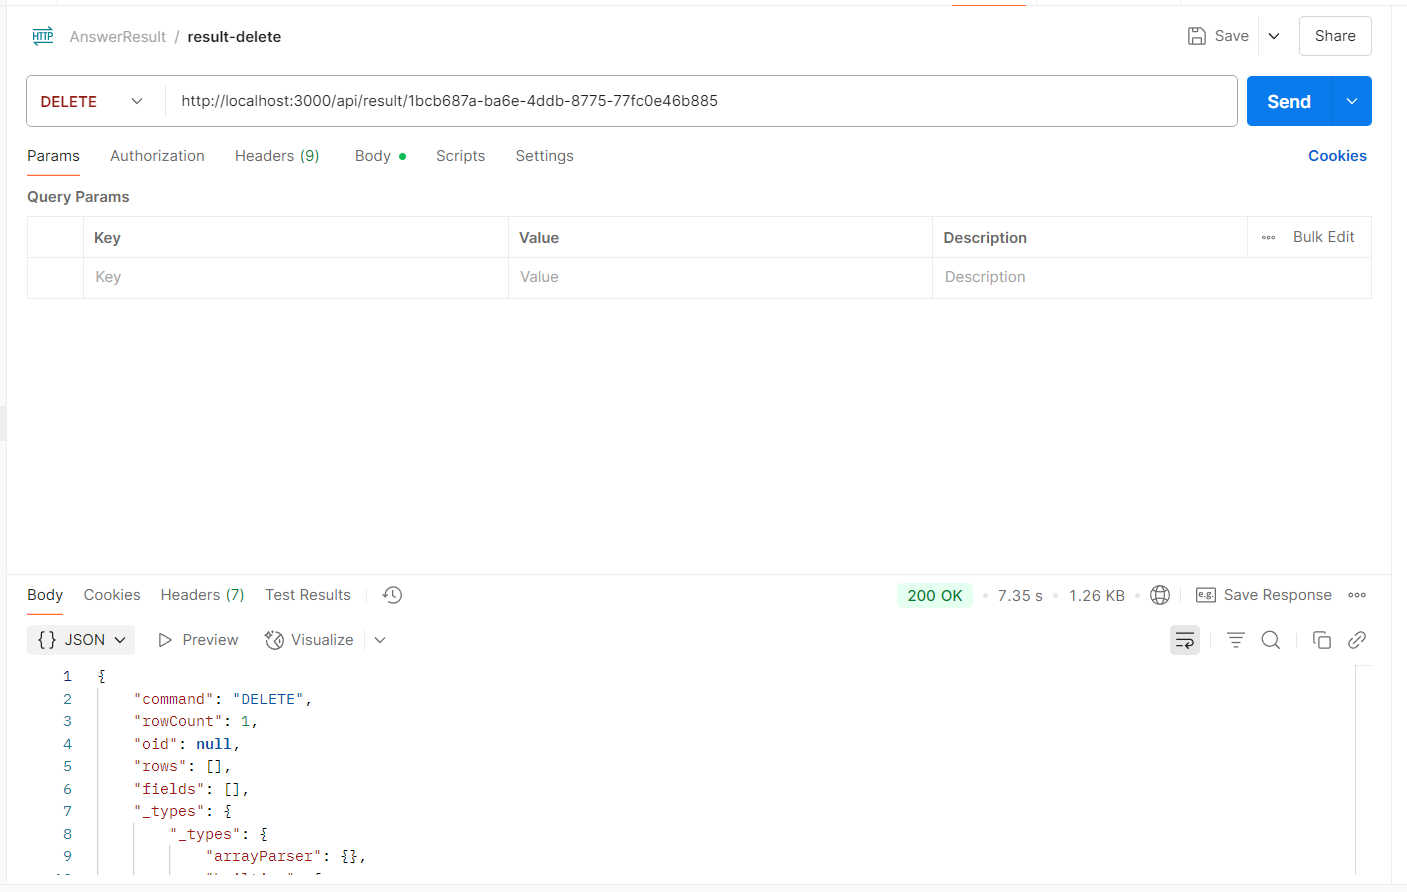 HTTP AnswerResult / result-delete Save Share
DELETE http://localhost:3000/api/result/1bcb687a-ba6e-4ddb-8775-77fc0e46b885 Send
Params Authorization Headers (9) Body Scripts Settings Cookies
Query Params
Key Value Description Bulk Edit
Key Value Description
Body Cookies Headers (7) Test Results 200 OK 7.35 s 1.26 KB e.g. Save Response
{} JSON Preview Visualize
1 {
2 "command": "DELETE",
3 "rowCount": 1,
4 "oid": null,
5 "rows": [],
6 "fields": [],
7 "_types": {
8 "_types": {
9 "arrayParser": {},